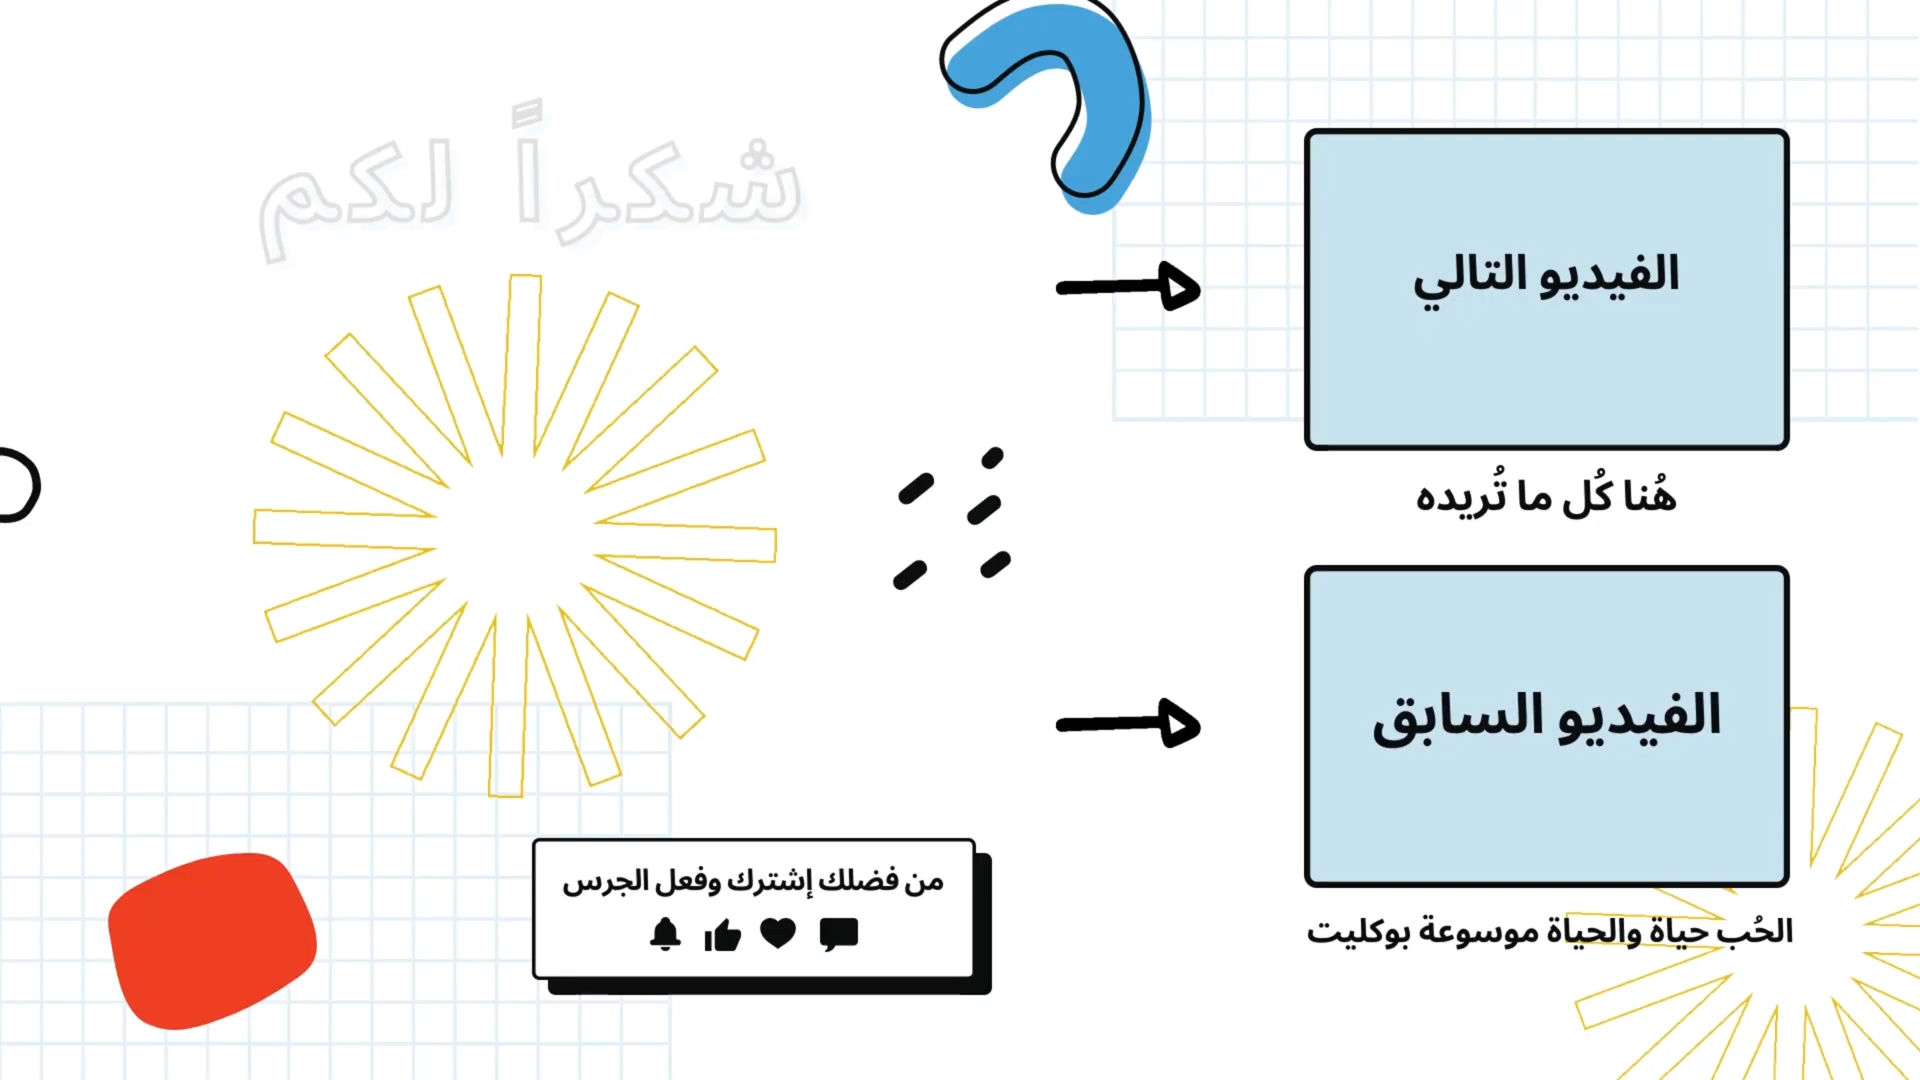 شكراً لكم
الفيديو التالي
هُنا كُل ما تُريده
الفيديو السابق
الحُب حياة والحياة موسوعة بوكليت
من فضلك إشترك وفعل الجرس